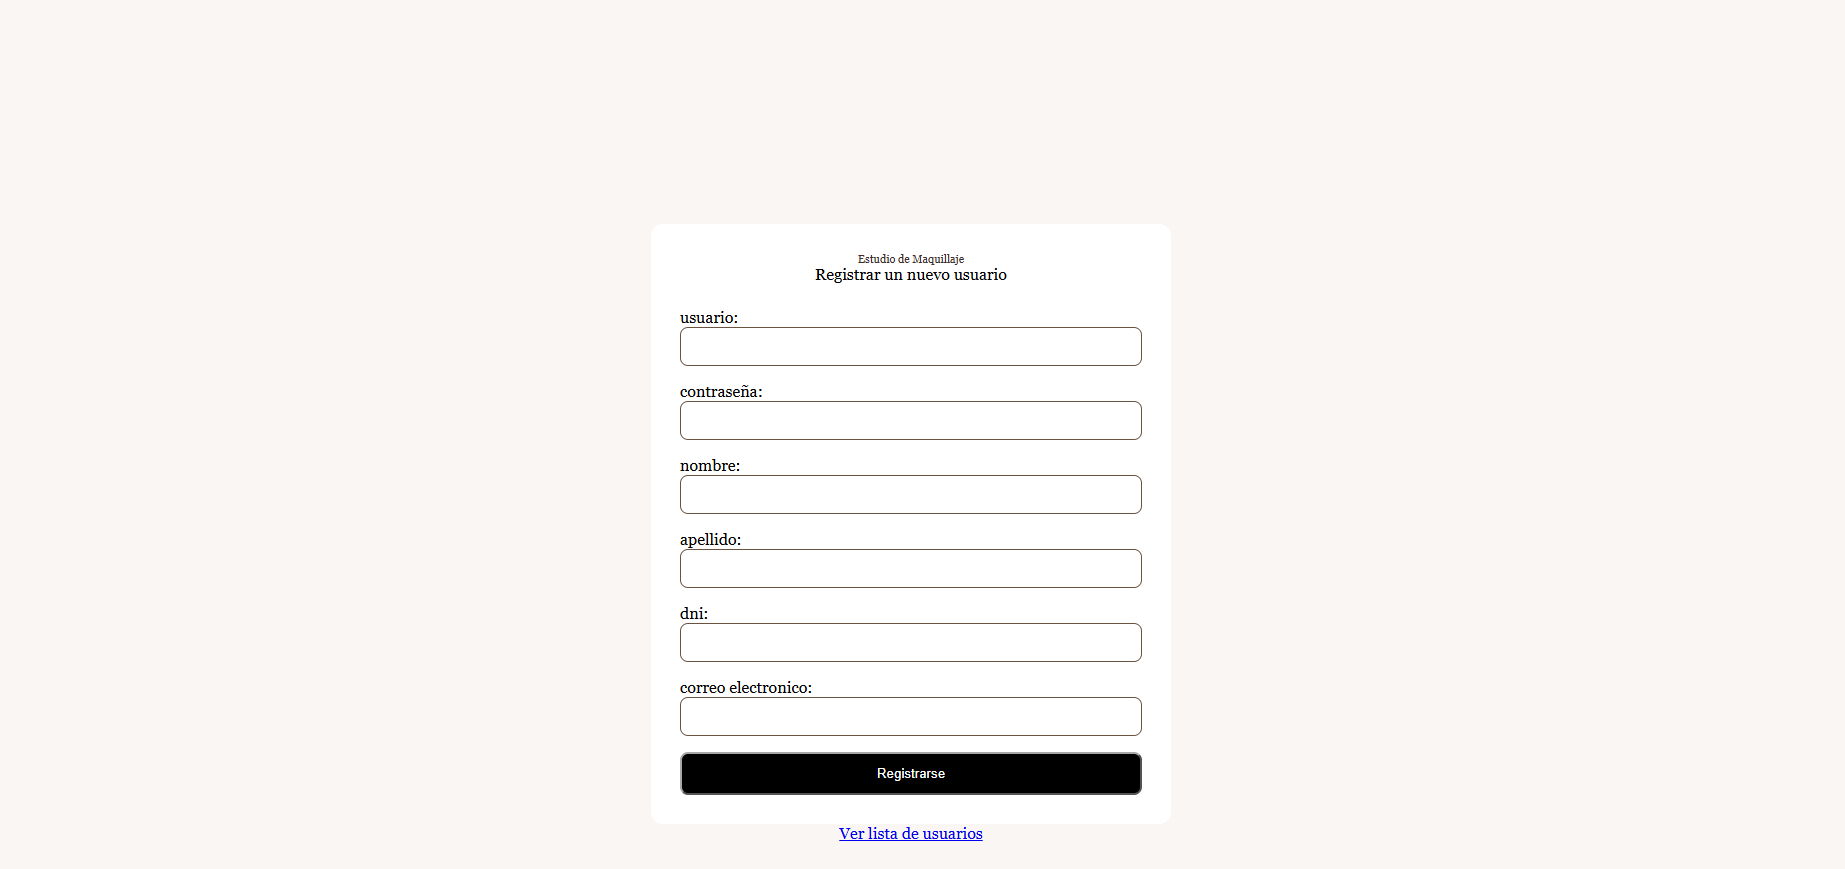 Estudio de Maquillaje
Registrar un nuevo usuario
usuario:
contraseña:
nombre:
apellido:
dni:
correo electronico:
Registrarse
Ver lista de usuarios